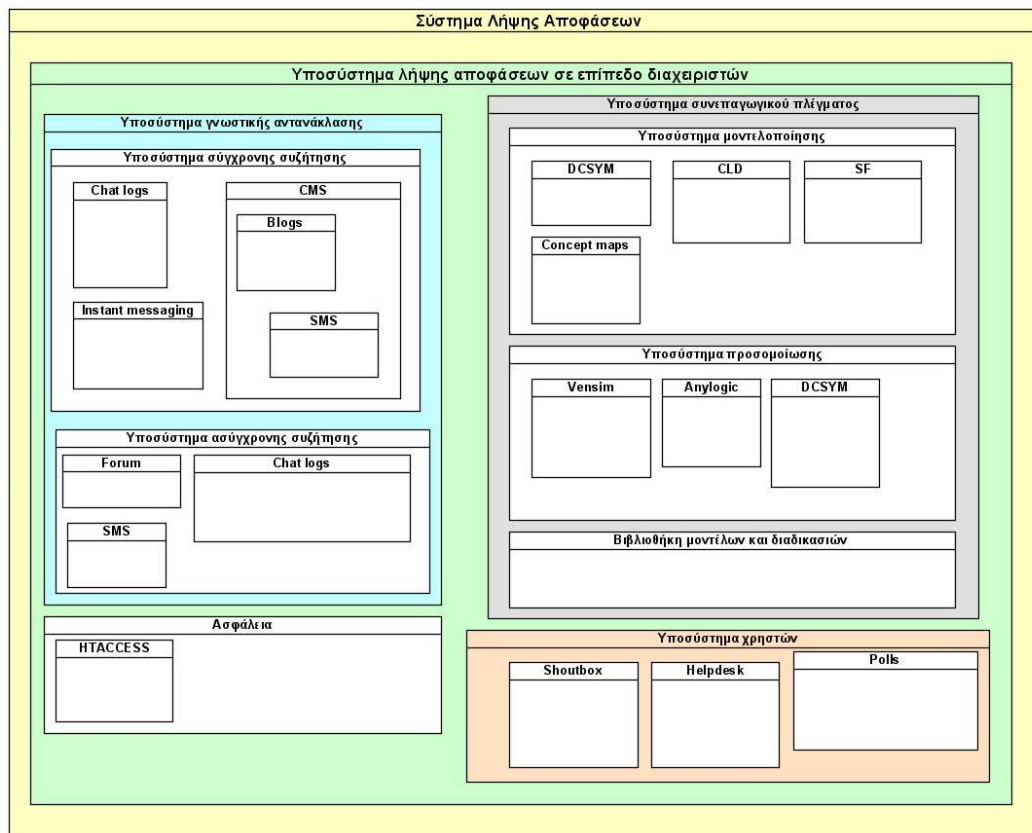 Σύστημα Λήψης Αποφάσεων
Υποσύστημα λήψης αποφάσεων σε επίπεδο διαχειριστών
Υποσύστημα γνωστικής αντανάκλασης
Υποσύστημα σύγχρονης συζήτησης
Chat logs
CMS
Blogs
Instant messaging
SMS
Υποσύστημα ασύγχρονης συζήτησης
Forum
Chat logs
SMS
Ασφάλεια
HTACCESS
Υποσύστημα συνεπαγωγικού πλέγματος
Υποσύστημα μοντελοποίησης
DCSYM
CLD
SF
Concept maps
Υποσύστημα προσομοίωσης
Vensim
Anylogic
DCSYM
Βιβλιοθήκη μοντέλων και διαδικασιών
Υποσύστημα χρηστών
Shoutbox
Helpdesk
Polls